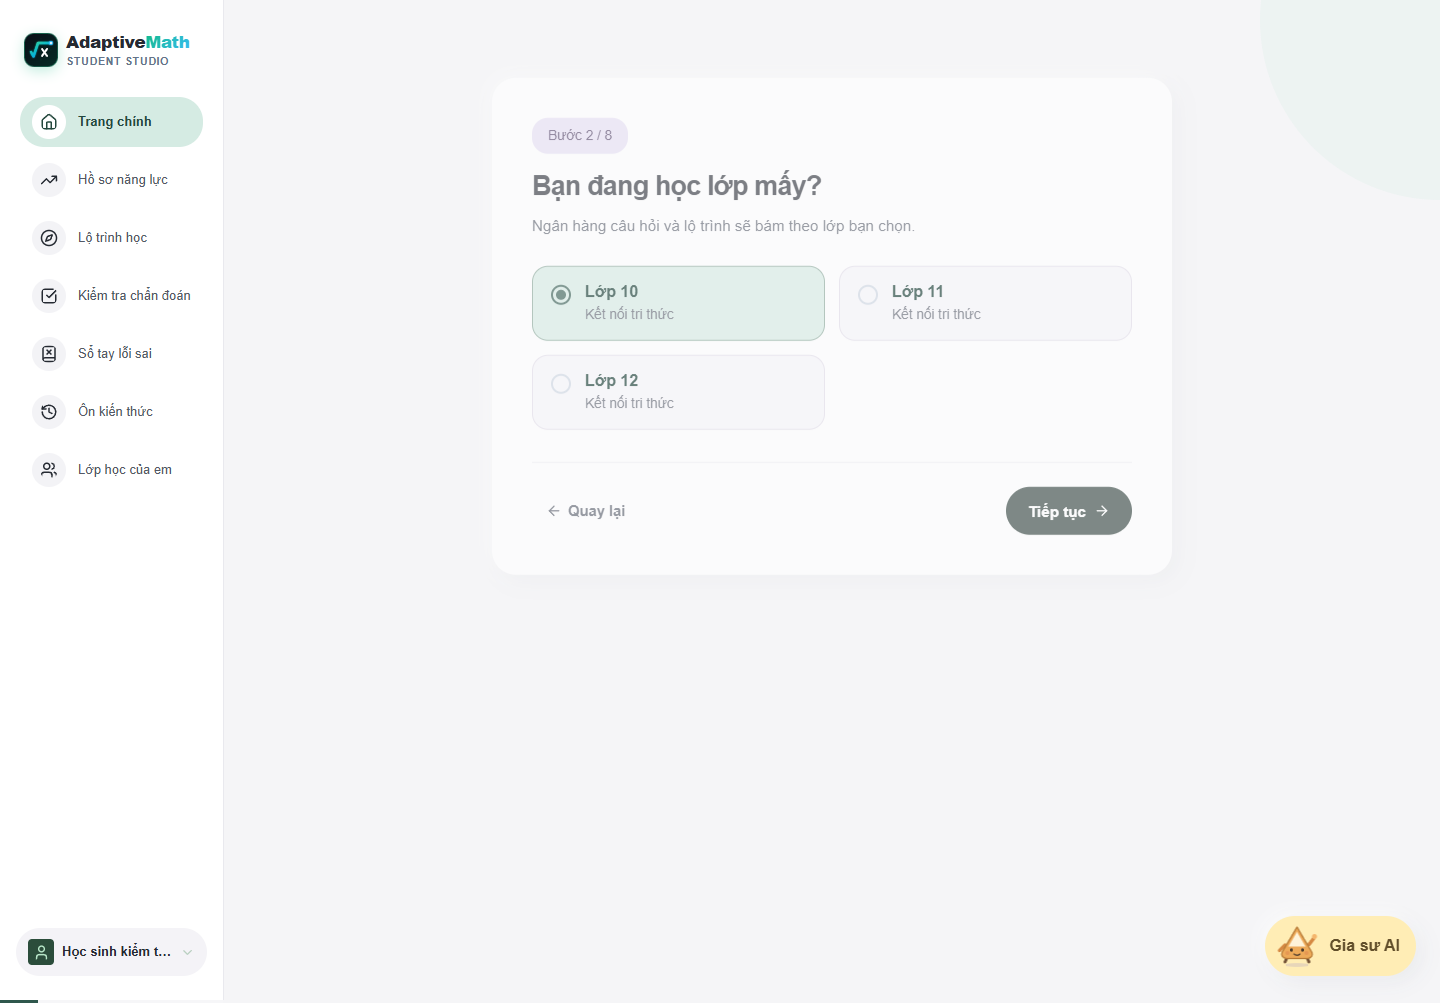 AdaptiveMath
STUDENT STUDIO
Trang chính
Hồ sơ năng lực
Lộ trình học
Kiểm tra chẩn đoán
Sổ tay lỗi sai
Ôn kiến thức
Lớp học của em
Học sinh kiểm t...
Bước 2 / 8
Bạn đang học lớp mấy?
Ngân hàng câu hỏi và lộ trình sẽ bám theo lớp bạn chọn.
Lớp 10
Kết nối tri thức
Lớp 11
Kết nối tri thức
Lớp 12
Kết nối tri thức
Quay lại
Tiếp tục
Gia sư AI